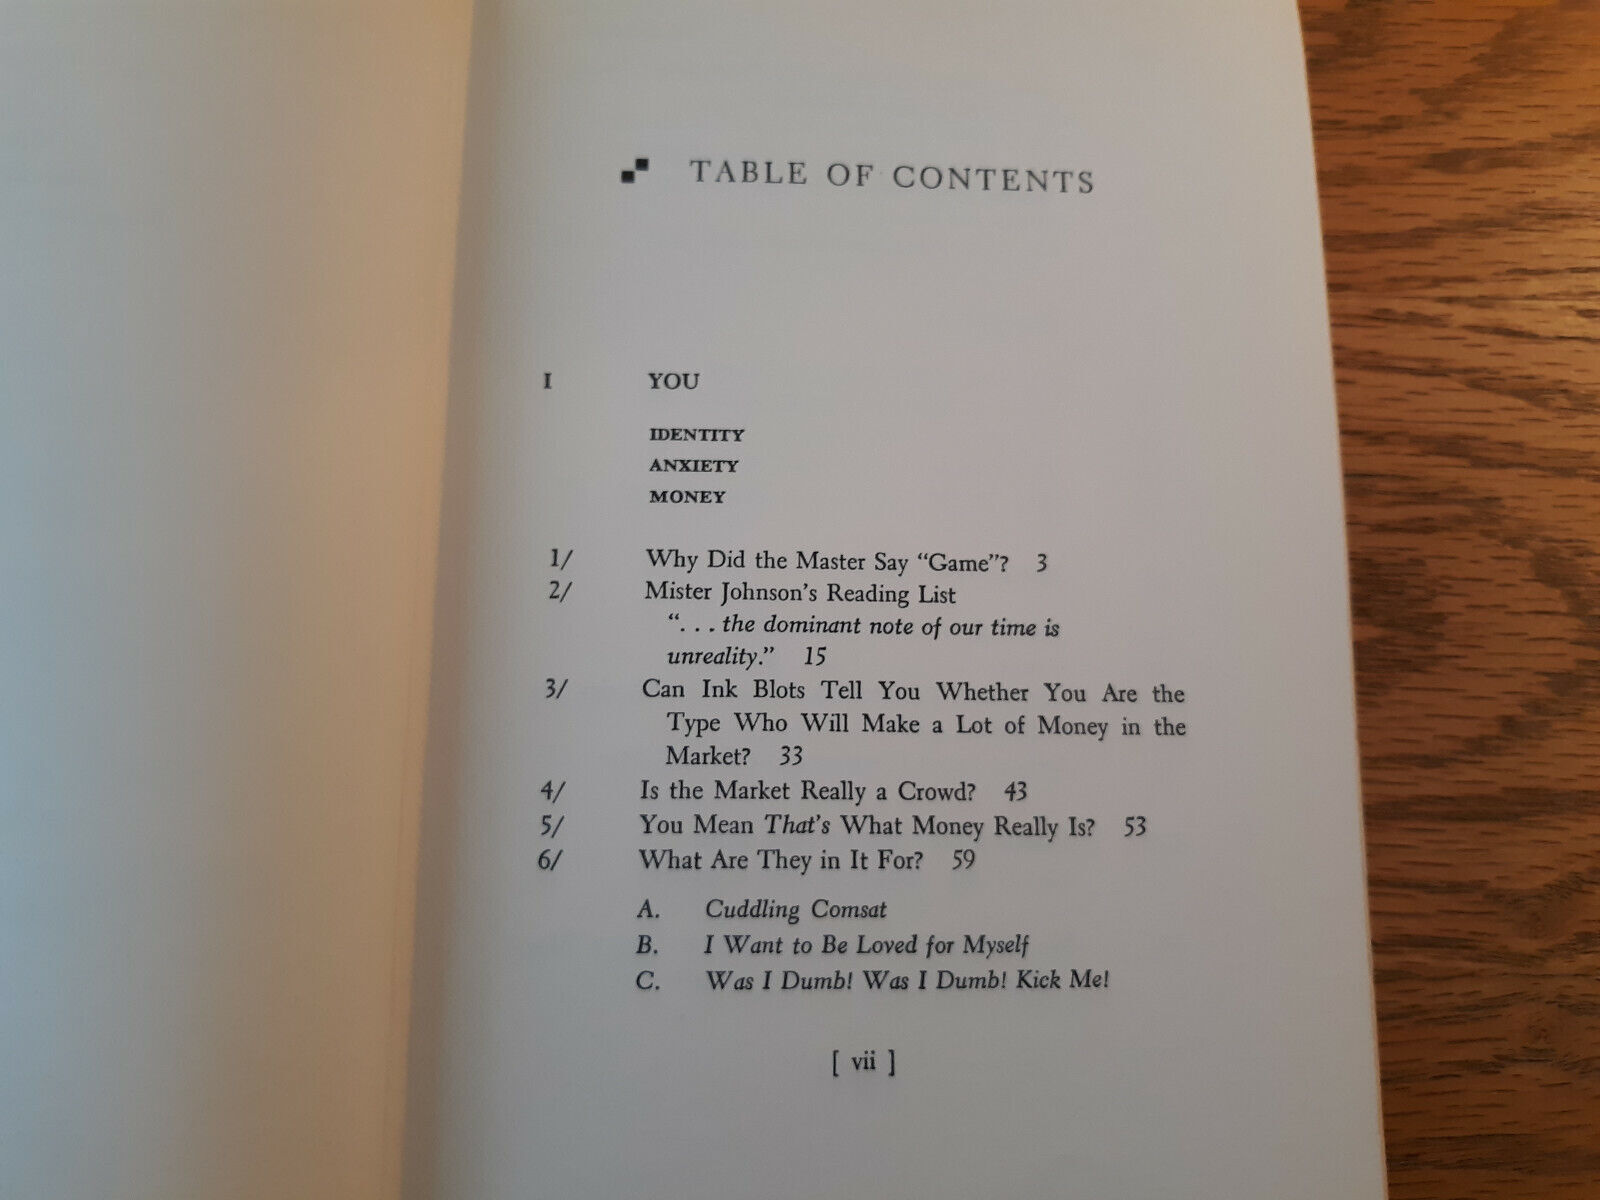 TABLE OF CONTENTS
I YOU
IDENTITY
ANXIETY
MONEY
1/ Why Did the Master Say “Game”? 3
2/ Mister Johnson’s Reading List
“. . . the dominant note of our time is
unreality.” 15
3/ Can Ink Blots Tell You Whether You Are the
Type Who Will Make a Lot of Money in the
Market? 33
4/ Is the Market Really a Crowd? 43
5/ You Mean That’s What Money Really Is? 53
6/ What Are They in It For? 59
A. Cuddling Comsat
B. I Want to Be Loved for Myself
C. Was I Dumb! Was I Dumb! Kick Me!
[ vii ]